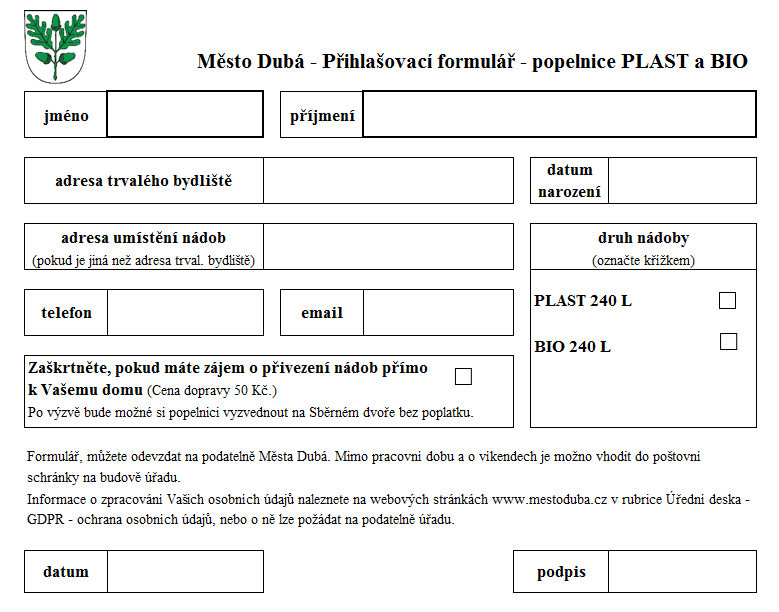 Město Dubá - Přihlašovací formulář - popelnice PLAST a BIO
jméno
příjmení
adresa trvalého bydliště
datum
narození
adresa umístění nádob
(pokud je jiná než adresa trval. bydliště)
druh nádoby
(označte křížkem)
telefon
email
PLAST 240 L
BIO 240 L
Zaškrtněte, pokud máte zájem o přivezení nádob přímo
k Vašemu domu (Cena dopravy 50 Kč.)
Po výzvě bude možné si popelnici vyzvednout na Sběrném dvoře bez poplatku.
Formulář, můžete odevzdat na podatelně Města Dubá. Mimo pracovní dobu a o víkendech je možno vhodit do poštovní
schránky na budově úřadu.
Informace o zpracování Vašich osobních údajů naleznete na webových stránkách www.mestoduba.cz v rubrice Úřední deska -
GDPR - ochrana osobních údajů, nebo o ně lze požádat na podatelně úřadu.
datum
podpis